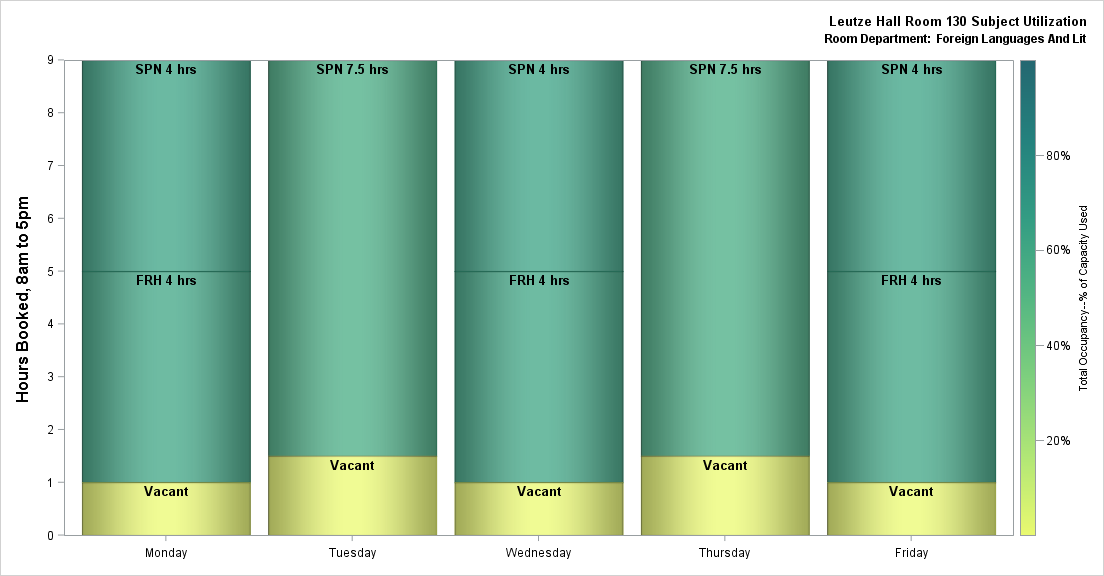 Leutze Hall Room 130 Subject Utilization
Room Department: Foreign Languages And Lit
Hours Booked, 8am to 5pm
9
8
7
6
5
4
3
2
1
0
SPN 4 hrs
FRH 4 hrs
Vacant
SPN 7.5 hrs
Vacant
SPN 4 hrs
FRH 4 hrs
Vacant
SPN 7.5 hrs
Vacant
SPN 4 hrs
FRH 4 hrs
Vacant
Monday
Tuesday
Wednesday
Thursday
Friday
80%
60%
40%
20%
Total Occupancy--% of Capacity Used